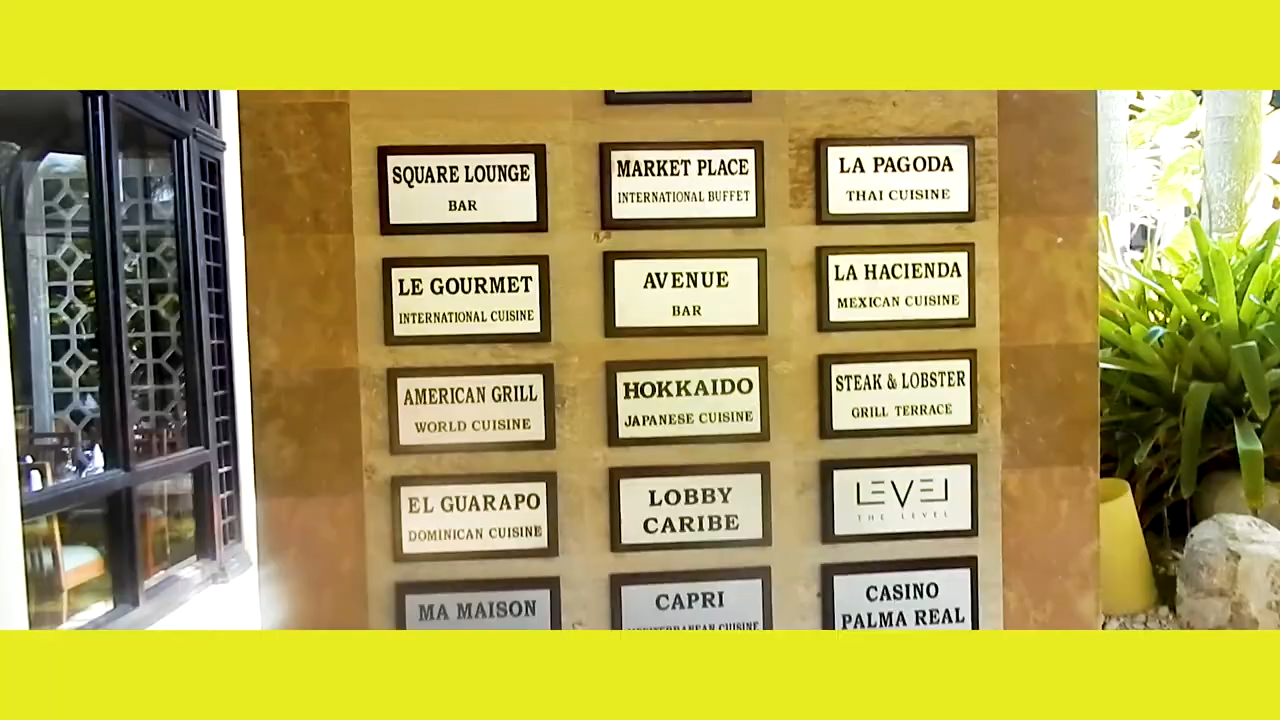 SQUARE LOUNGE
BAR
MARKET PLACE
INTERNATIONAL BUFFET
LA PAGODA
THAI CUISINE
LE GOURMET
INTERNATIONAL CUISINE
AVENUE
BAR
LA HACIENDA
MEXICAN CUISINE
AMERICAN GRILL
WORLD CUISINE
HOKKAIDO
JAPANESE CUISINE
STEAK & LOBSTER
GRILL TERRACE
EL GUARAPO
DOMINICAN CUISINE
LOBBY
CARIBE
LEVEL
THE LEVEL
MA MAISON
CAPRI
MEDITERRANEAN CUISINE
CASINO
PALMA REAL